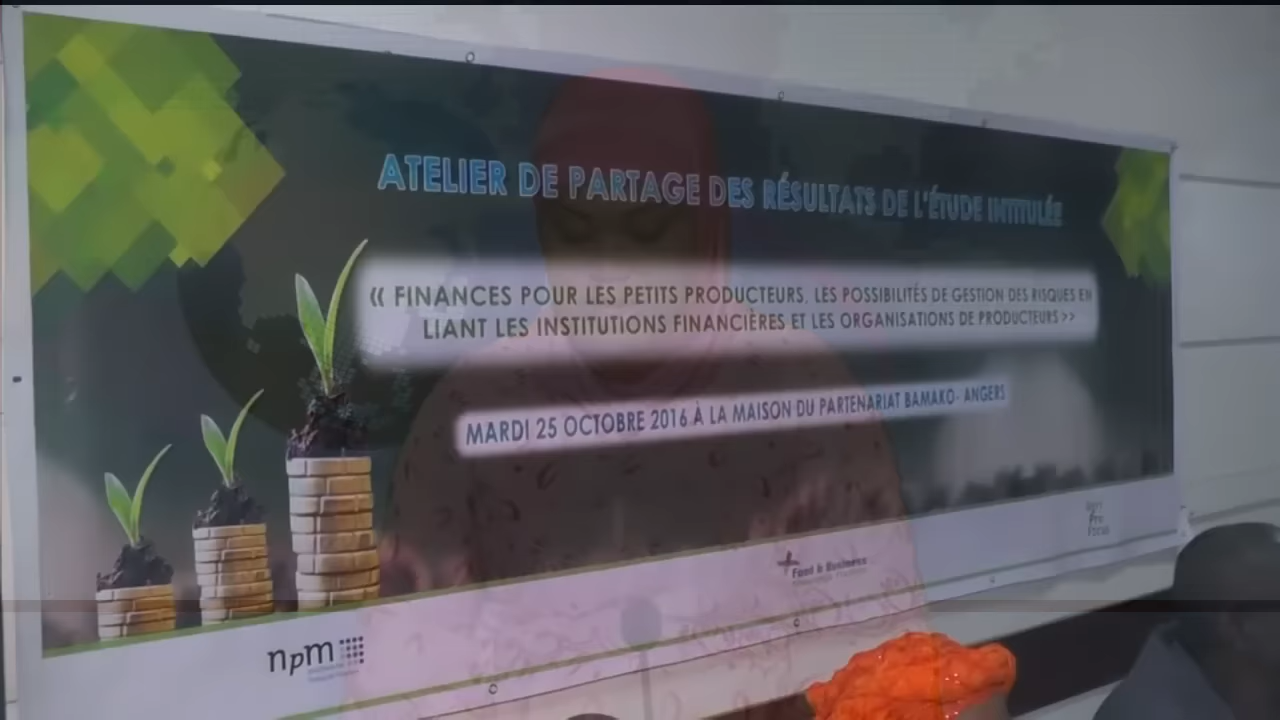 ATELIER DE PARTAGE DES RÉSULTATS DE L'ÉTUDE INTITULÉE
« FINANCES POUR LES PETITS PRODUCTEURS, LES POSSIBILITÉS DE GESTION DES RISQUES EN
LIANT LES INSTITUTIONS FINANCIÈRES ET LES ORGANISATIONS DE PRODUCTEURS >>
MARDI 25 OCTOBRE 2016 À LA MAISON DU PARTENARIAT BAMAKO- ANGERS
Pro
Food & Business
npm